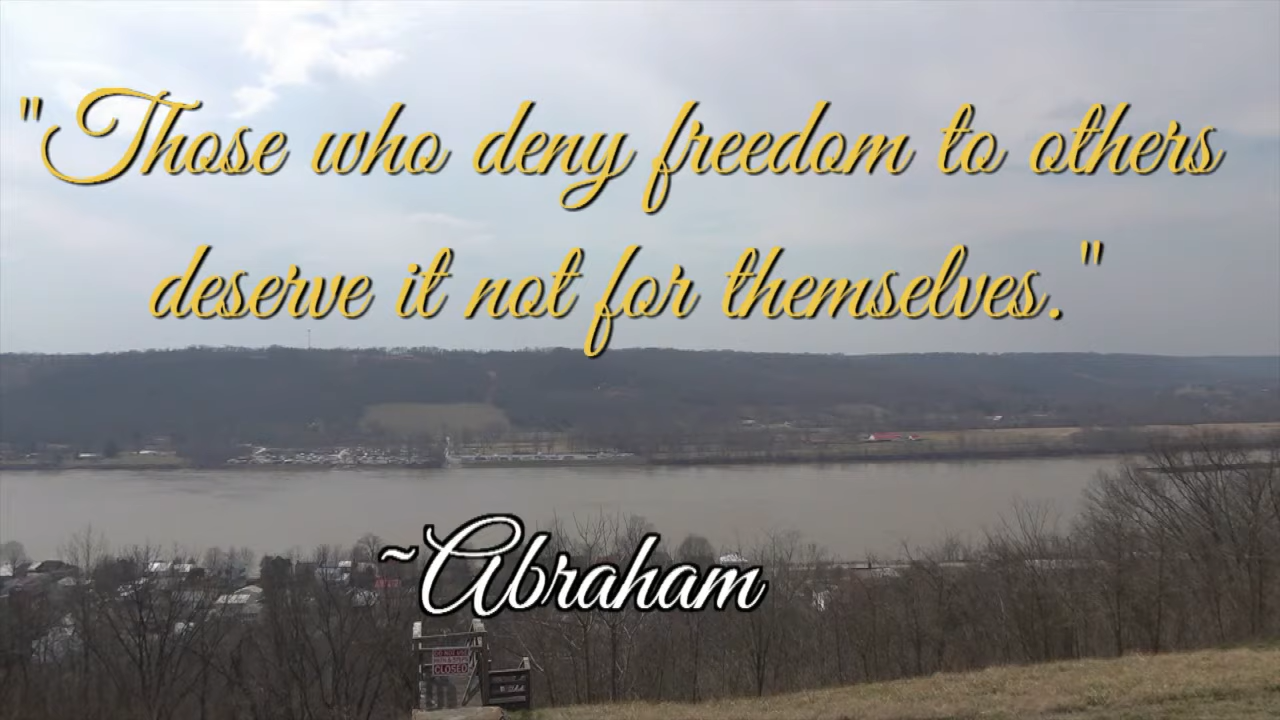 "Those who deny freedom to others
deserve it not for themselves."
~Abraham
CLOSED